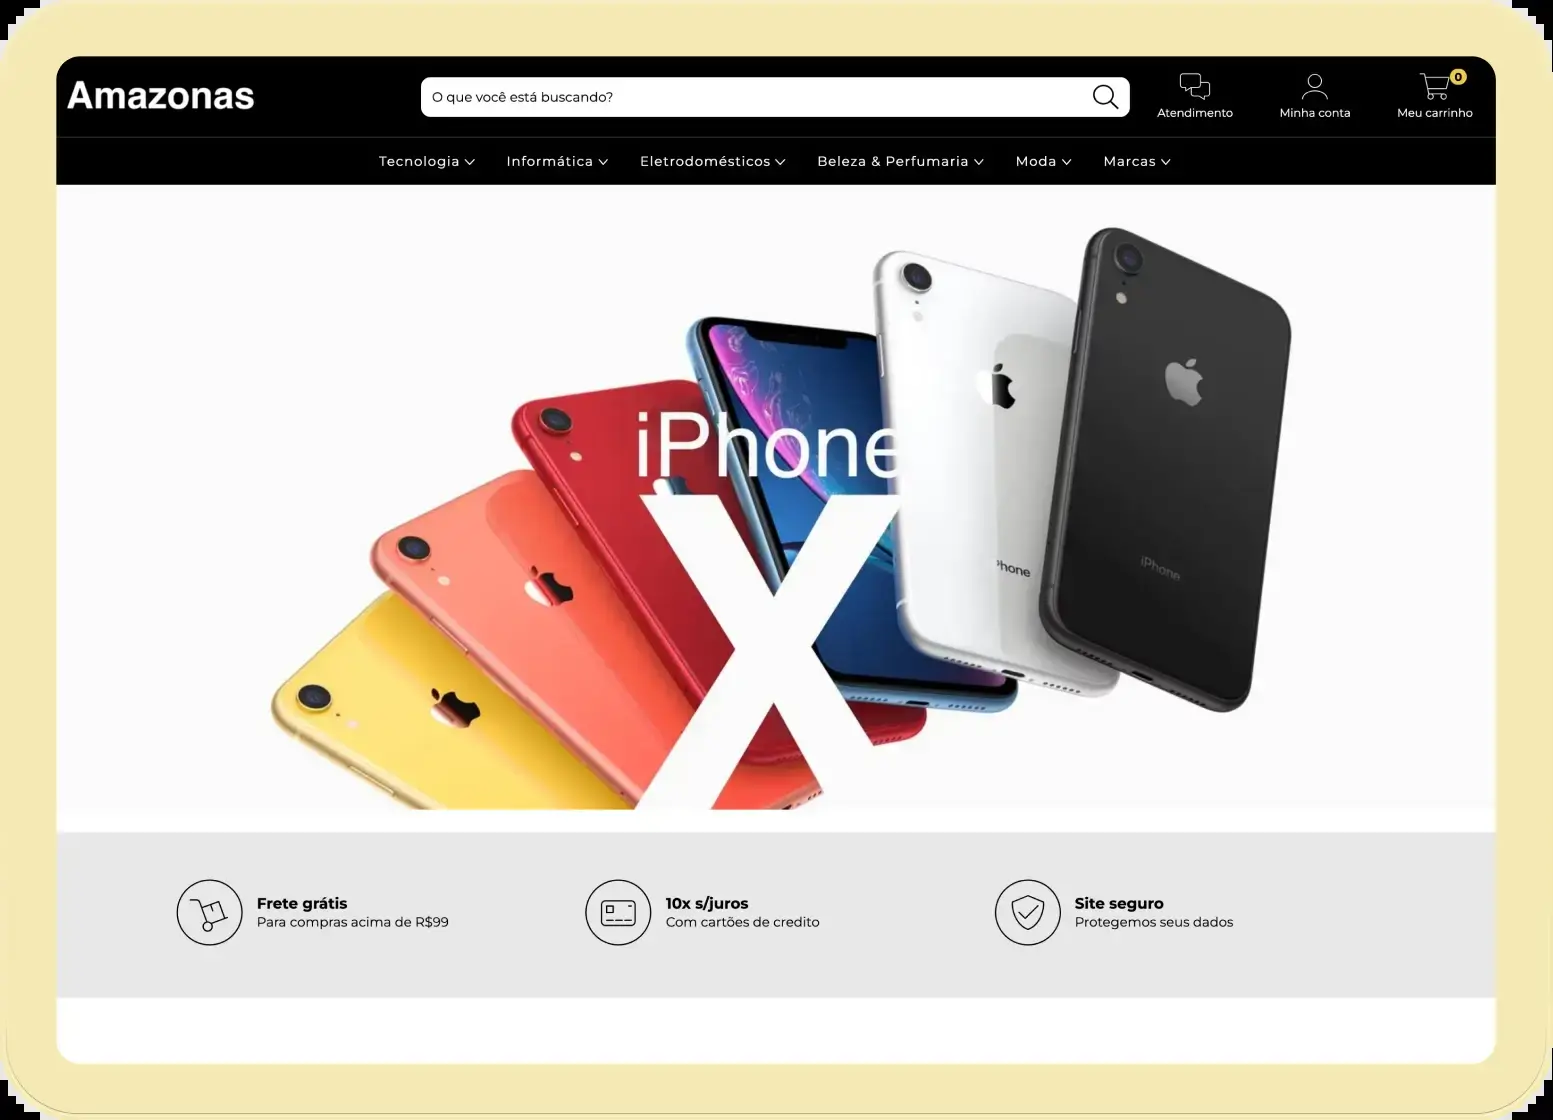 Amazonas
O que você está buscando?
Atendimento
Minha conta
0
Meu carrinho
Tecnologia
Informática
Eletrodomésticos
Beleza & Perfumaria
Moda
Marcas
iPhone
X
Phone
iPhone
Frete grátis
Para compras acima de R$99
10x s/juros
Com cartões de credito
Site seguro
Protegemos seus dados